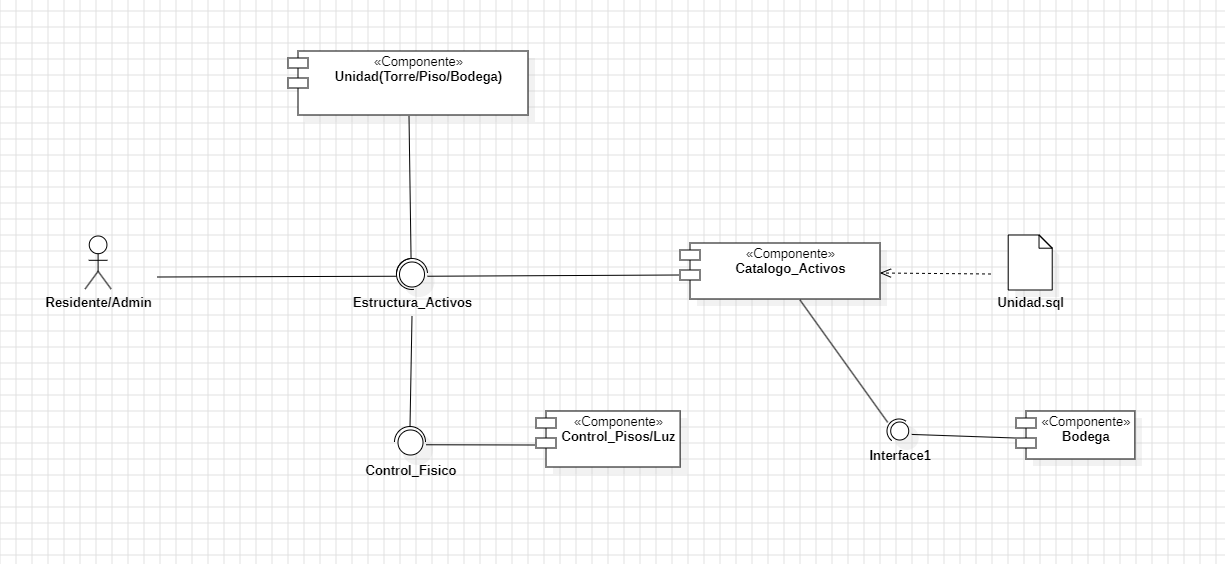 «Componente»
Unidad(Torre/Piso/Bodega)
Residente/Admin
Estructura_Activos
«Componente»
Catalogo_Activos
Unidad.sql
Control_Fisico
«Componente»
Control_Pisos/Luz
Interface1
«Componente»
Bodega